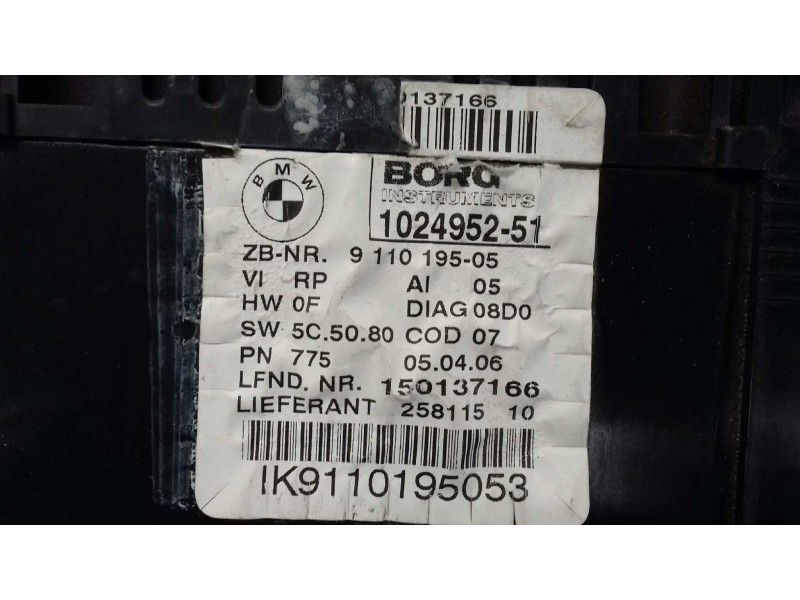 0137166
BMW
BORG
INSTRUMENTS
1024952-51
ZB-NR. 9 110 195-05
VI RP AI 05
HW 0F DIAG 08D0
SW 5C.50.80 COD 07
PN 775 05.04.06
LFND. NR. 150137166
LIEFERANT 258115 10
IK9110195053